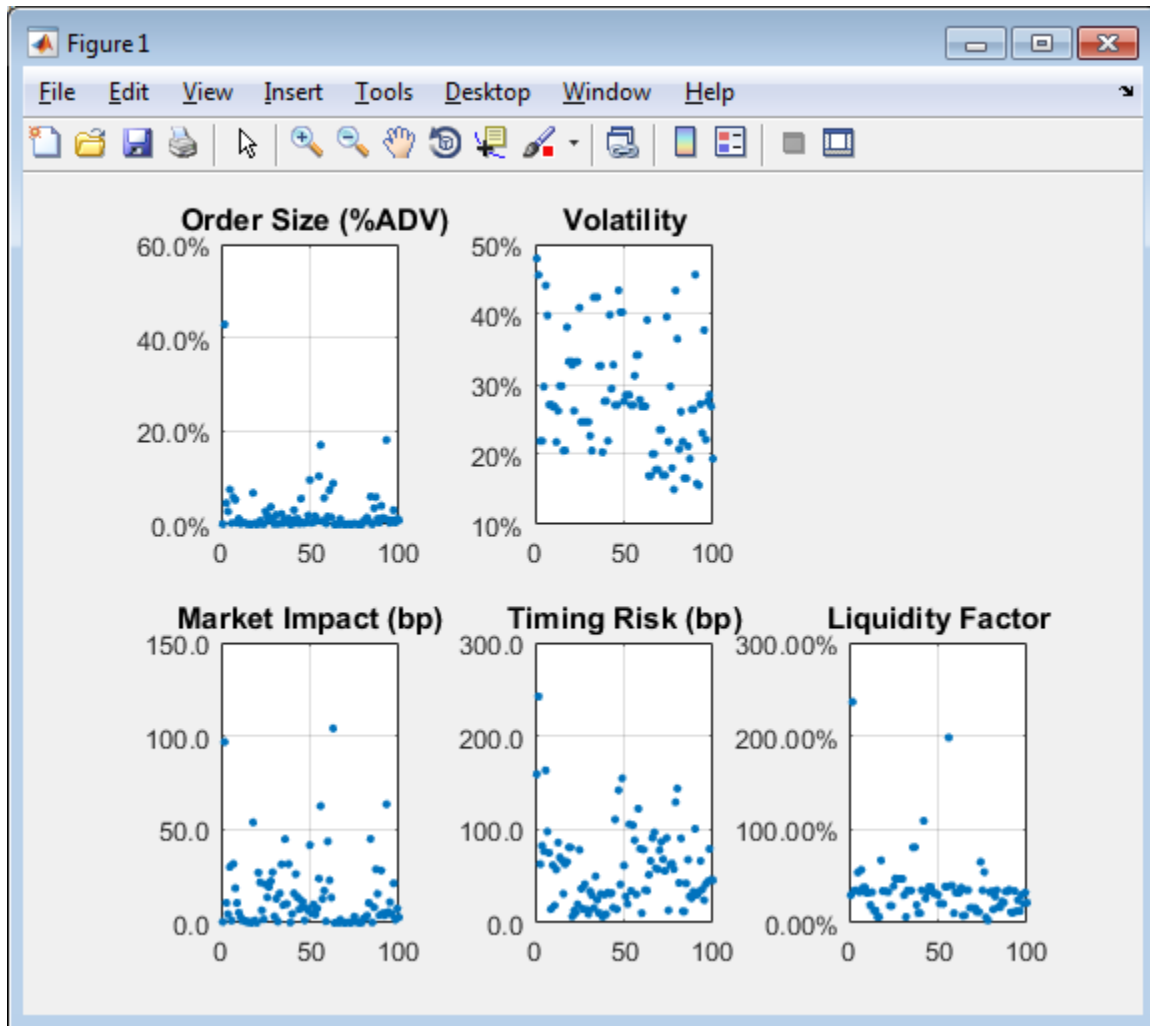 Figure 1
File Edit View Insert Tools Desktop Window Help
Order Size (%ADV)
60.0%
40.0%
20.0%
0.0%
0 50 100
Volatility
50%
40%
30%
20%
10%
0 50 100
Market Impact (bp)
150.0
100.0
50.0
0.0
0 50 100
Timing Risk (bp)
300.0
200.0
100.0
0.0
0 50 100
Liquidity Factor
300.00%
200.00%
100.00%
0.00%
0 50 100